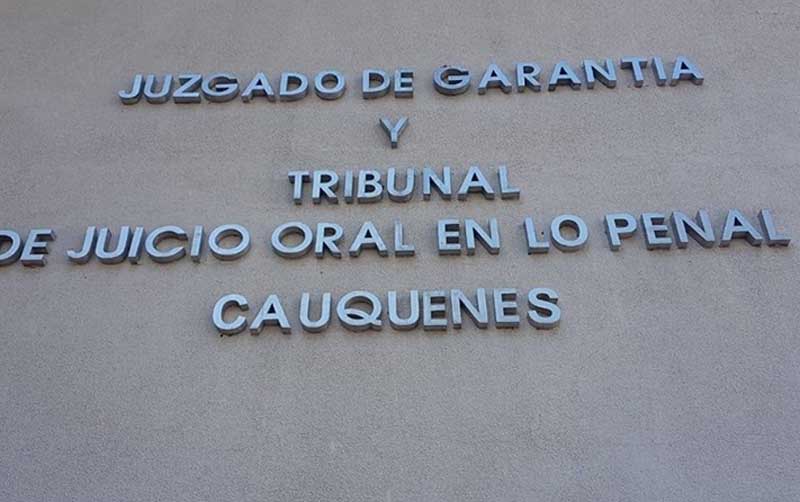 JUZGADO DE GARANTIA
Y
TRIBUNAL
DE JUICIO ORAL EN LO PENAL
CAUQUENES